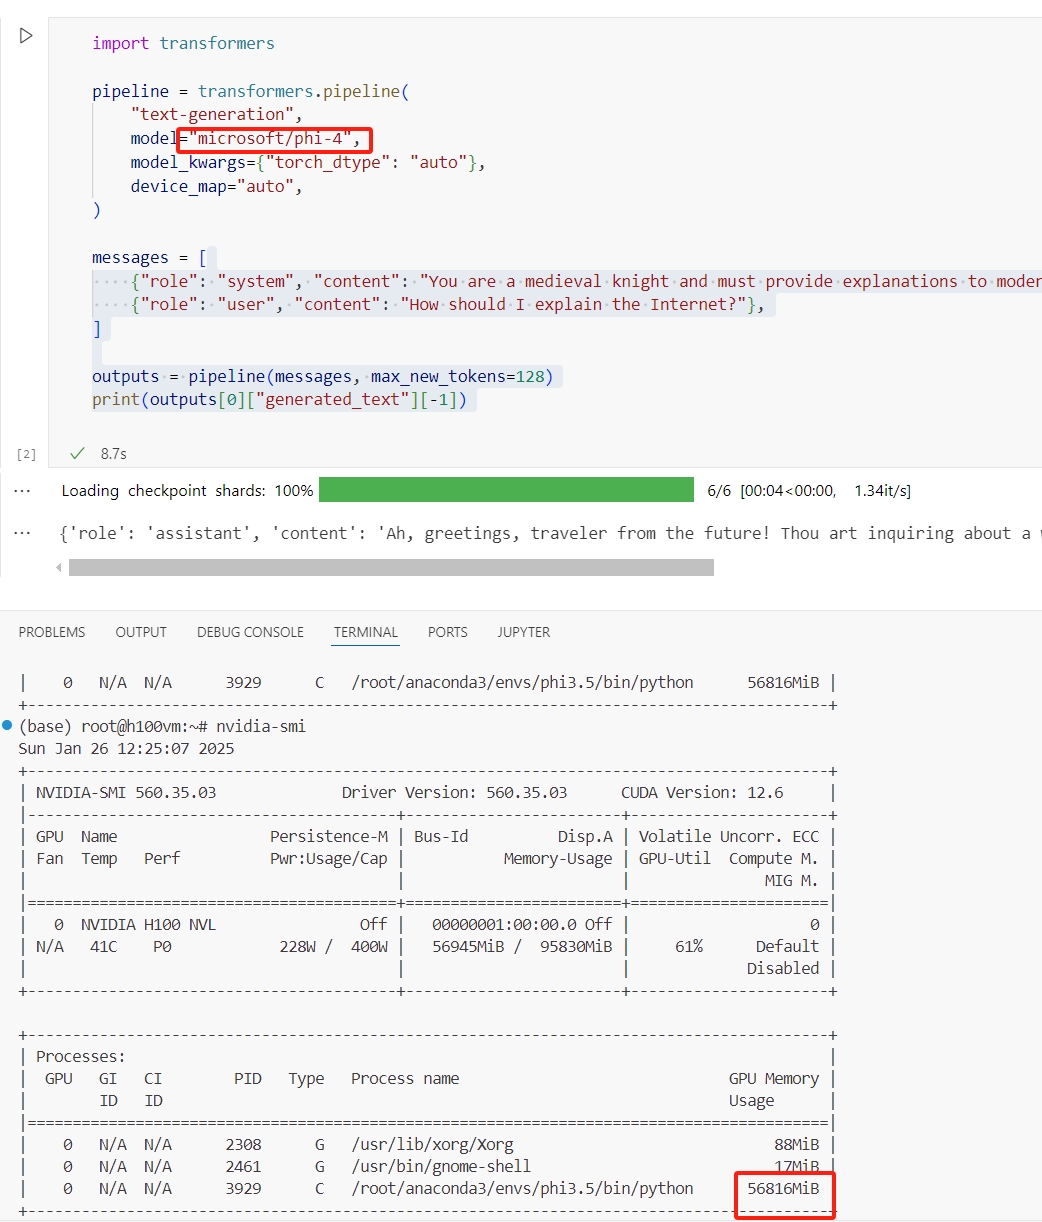 import transformers
pipeline = transformers.pipeline(
"text-generation",
model="microsoft/phi-4",
model_kwargs={"torch_dtype": "auto"},
device_map="auto",
)
messages = [
····{"role":·"system",·"content":·"You·are·a·medieval·knight·and·must·provide·explanations·to·moder
····{"role":·"user",·"content":·"How·should·I·explain·the·Internet?"},
]
outputs·=·pipeline(messages,·max_new_tokens=128)
print(outputs[0]["generated_text"][-1])
[2] ✓ 8.7s
··· Loading checkpoint shards: 100% 6/6 [00:04<00:00, 1.34it/s]
··· {'role': 'assistant', 'content': 'Ah, greetings, traveler from the future! Thou art inquiring about a
PROBLEMS OUTPUT DEBUG CONSOLE TERMINAL PORTS JUPYTER
| 0 N/A N/A 3929 C /root/anaconda3/envs/phi3.5/bin/python 56816MiB |
+-----------------------------------------------------------------------------------------+
(base) root@h100vm:~# nvidia-smi
Sun Jan 26 12:25:07 2025
+-----------------------------------------------------------------------------------------+
| NVIDIA-SMI 560.35.03 Driver Version: 560.35.03 CUDA Version: 12.6 |
|-----------------------------------------+------------------------+----------------------+
| GPU Name Persistence-M | Bus-Id Disp.A | Volatile Uncorr. ECC |
| Fan Temp Perf Pwr:Usage/Cap | Memory-Usage | GPU-Util Compute M. |
| | | MIG M. |
|=========================================+========================+======================|
| 0 NVIDIA H100 NVL Off | 00000001:00:00.0 Off | 0 |
| N/A 41C P0 228W / 400W | 56945MiB / 95830MiB | 61% Default |
| | | Disabled |
+-----------------------------------------+------------------------+----------------------+
+-----------------------------------------------------------------------------------------+
| Processes: |
| GPU GI CI PID Type Process name GPU Memory |
| ID ID Usage |
|=========================================================================================|
| 0 N/A N/A 2308 G /usr/lib/xorg/Xorg 88MiB |
| 0 N/A N/A 2461 G /usr/bin/gnome-shell 17MiB |
| 0 N/A N/A 3929 C /root/anaconda3/envs/phi3.5/bin/python 56816MiB |
+-----------------------------------------------------------------------------------------+